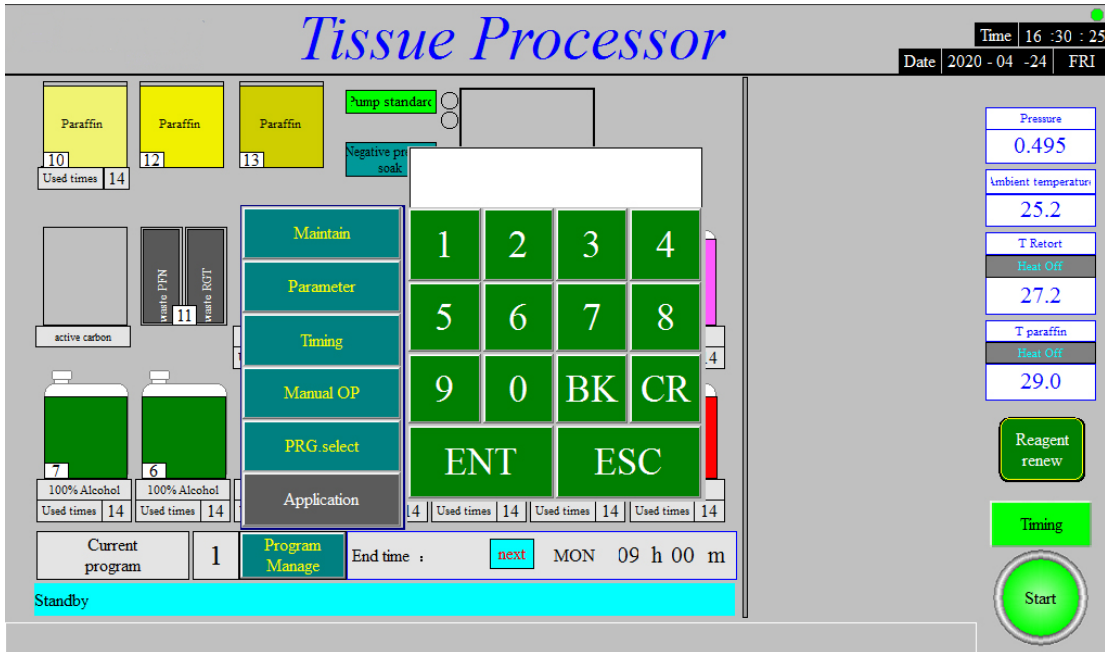 Tissue Processor
Time 16 :30 : 25
Date 2020 - 04 -24 FRI
Paraffin
10
Used times 14
Paraffin
12
Paraffin
13
Pump standard
Negative pre
soak
active carbon
waste PFN
waste RGT
11
4
Maintain
Parameter
Timing
Manual OP
PRG.select
Application
1 2 3 4
5 6 7 8
9 0 BK CR
ENT ESC
7
100% Alcohol
Used times 14
6
100% Alcohol
Used times 14
14
Used times 14
Used times 14
Used times 14
Current
program
1
Program
Manage
End time :
next
MON 09 h 00 m
Standby
Pressure
0.495
Ambient temperature
25.2
T Retort
Heat Off
27.2
T paraffin
Heat Off
29.0
Reagent
renew
Timing
Start